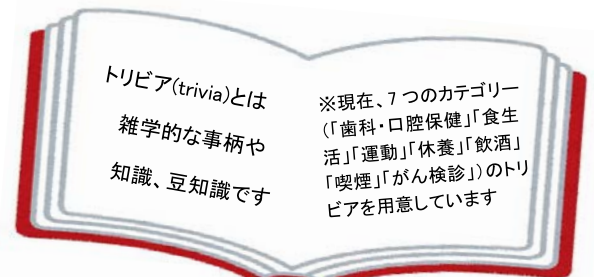 トリビア(trivia)とは
雑学的な事柄や
知識、豆知識です
※現在、7つのカテゴリー
(「歯科・口腔保健」「食生
活」「運動」「休養」「飲酒」
「喫煙」「がん検診」)のトリ
ビアを用意しています